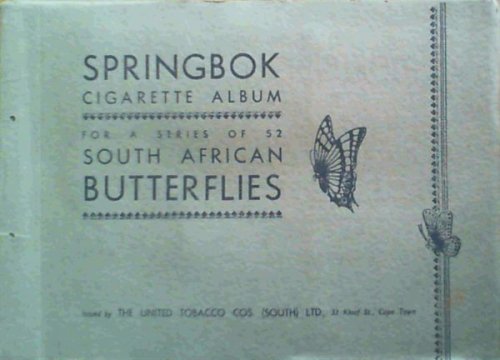 SPRINGBOK
CIGARETTE ALBUM
FOR A SERIES OF 52
SOUTH AFRICAN
BUTTERFLIES
Issued by THE UNITED TOBACCO COS. (SOUTH) LTD., 33 Kloof St., Cape Town